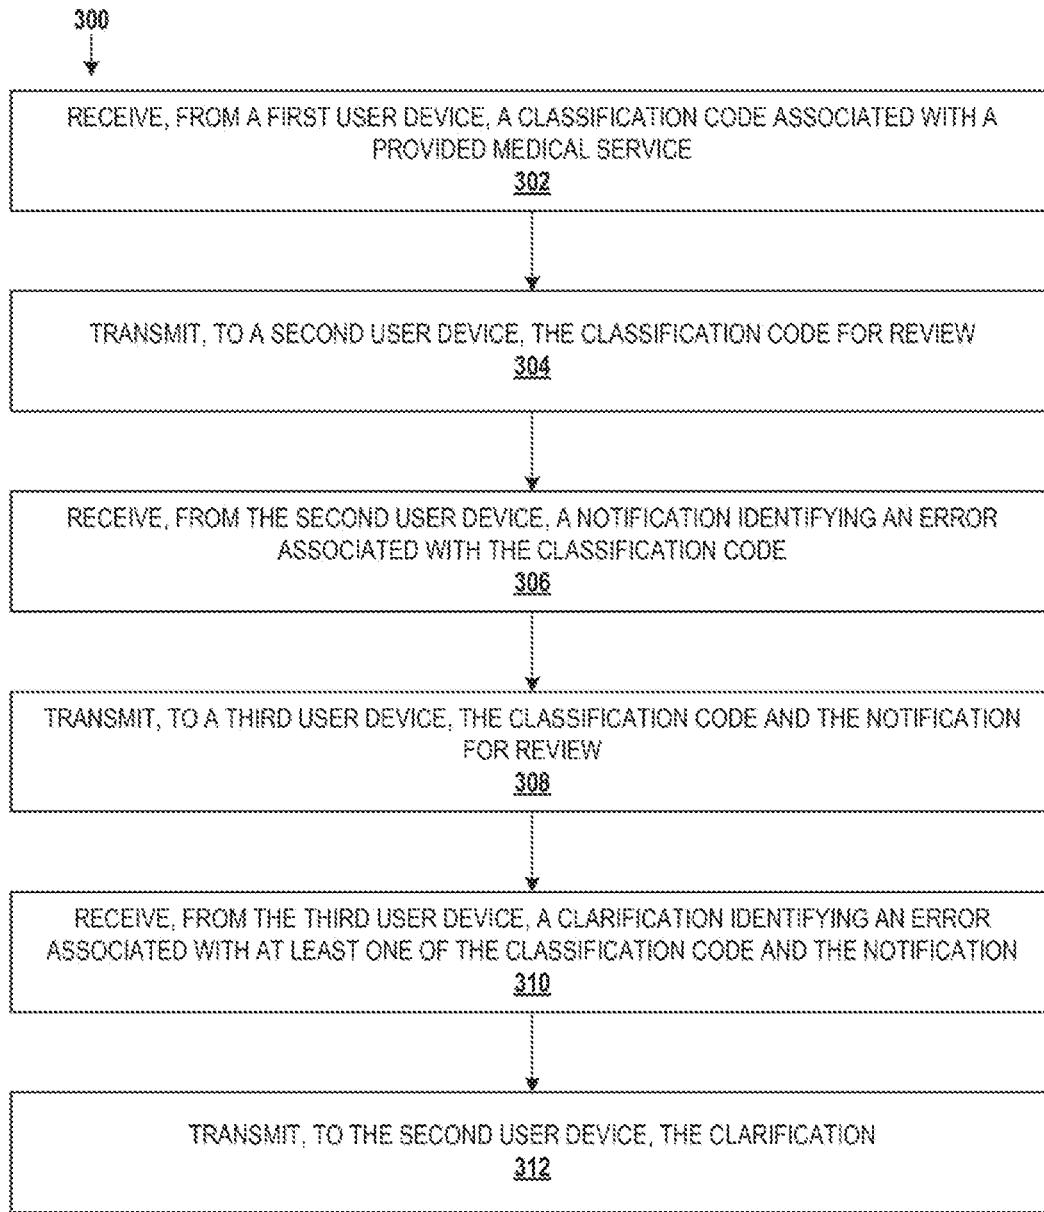 300
RECEIVE, FROM A FIRST USER DEVICE, A CLASSIFICATION CODE ASSOCIATED WITH A
PROVIDED MEDICAL SERVICE
302
TRANSMIT, TO A SECOND USER DEVICE, THE CLASSIFICATION CODE FOR REVIEW
304
RECEIVE, FROM THE SECOND USER DEVICE, A NOTIFICATION IDENTIFYING AN ERROR
ASSOCIATED WITH THE CLASSIFICATION CODE
306
TRANSMIT, TO A THIRD USER DEVICE, THE CLASSIFICATION CODE AND THE NOTIFICATION
FOR REVIEW
308
RECEIVE, FROM THE THIRD USER DEVICE, A CLARIFICATION IDENTIFYING AN ERROR
ASSOCIATED WITH AT LEAST ONE OF THE CLASSIFICATION CODE AND THE NOTIFICATION
310
TRANSMIT, TO THE SECOND USER DEVICE, THE CLARIFICATION
312